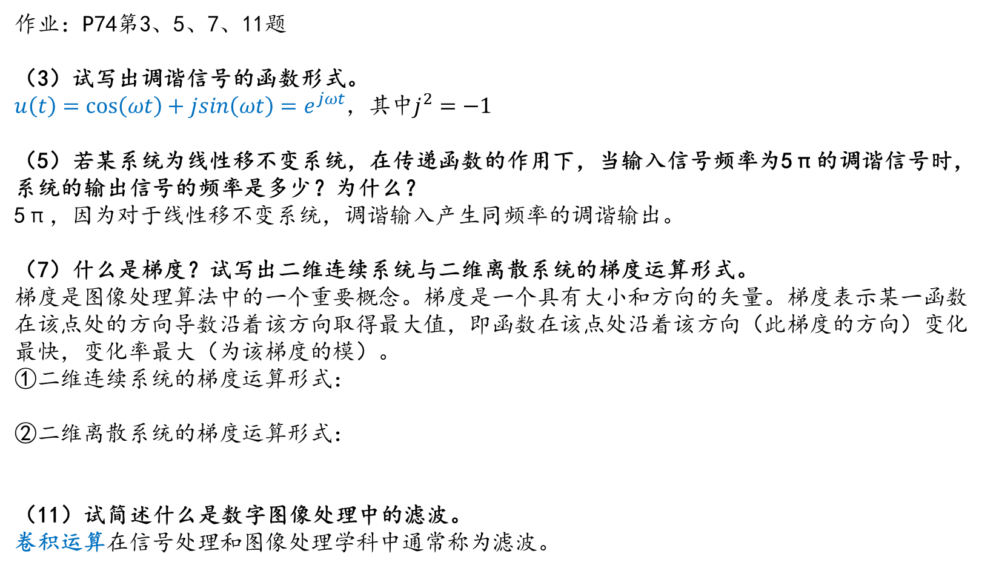 作业：P74第3、5、7、11题
（3）试写出调谐信号的函数形式。
u(t) = cos(ωt) + jsin(ωt) = e^{jωt}，其中j² = −1
（5）若某系统为线性移不变系统，在传递函数的作用下，当输入信号频率为5π的调谐信号时，
系统的输出信号的频率是多少？为什么？
5π，因为对于线性移不变系统，调谐输入产生同频率的调谐输出。
（7）什么是梯度？试写出二维连续系统与二维离散系统的梯度运算形式。
梯度是图像处理算法中的一个重要概念。梯度是一个具有大小和方向的矢量。梯度表示某一函数
在该点处的方向导数沿着该方向取得最大值，即函数在该点处沿着该方向（此梯度的方向）变化
最快，变化率最大（为该梯度的模）。
①二维连续系统的梯度运算形式：
②二维离散系统的梯度运算形式：
（11）试简述什么是数字图像处理中的滤波。
卷积运算在信号处理和图像处理学科中通常称为滤波。